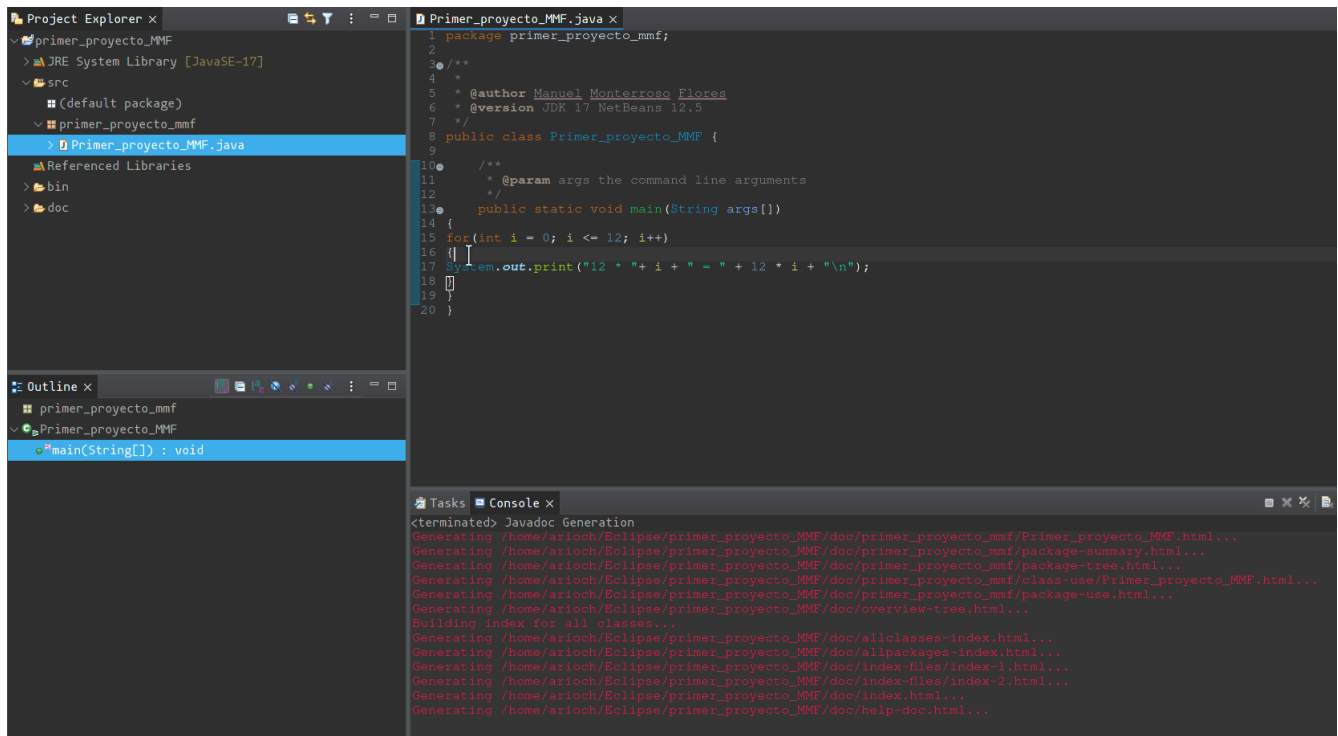 Project Explorer ×
primer_proyecto_MMF
JRE System Library [JavaSE-17]
src
(default package)
primer_proyecto_mmf
Primer_proyecto_MMF.java
Referenced Libraries
bin
doc
Outline ×
primer_proyecto_mmf
Primer_proyecto_MMF
main(String[]) : void
Primer_proyecto_MMF.java ×
1 package primer_proyecto_mmf;
2
3 /**
4 *
5 * @author Manuel Monterroso Flores
6 * @version JDK 17 NetBeans 12.5
7 */
8 public class Primer_proyecto_MMF {
9
10 /**
11 * @param args the command line arguments
12 */
13 public static void main(String args[])
14 {
15 for(int i = 0; i <= 12; i++)
16 {
17 System.out.print("12 * "+ i + " = " + 12 * i + "\n");
18 }
19 }
20 }
Tasks Console ×
<terminated> Javadoc Generation
Generating /home/arioch/Eclipse/primer_proyecto_MMF/doc/primer_proyecto_mmf/Primer_proyecto_MMF.html...
Generating /home/arioch/Eclipse/primer_proyecto_MMF/doc/primer_proyecto_mmf/package-summary.html...
Generating /home/arioch/Eclipse/primer_proyecto_MMF/doc/primer_proyecto_mmf/package-tree.html...
Generating /home/arioch/Eclipse/primer_proyecto_MMF/doc/primer_proyecto_mmf/class-use/Primer_proyecto_MMF.html...
Generating /home/arioch/Eclipse/primer_proyecto_MMF/doc/primer_proyecto_mmf/package-use.html...
Generating /home/arioch/Eclipse/primer_proyecto_MMF/doc/overview-tree.html...
Building index for all classes...
Generating /home/arioch/Eclipse/primer_proyecto_MMF/doc/allclasses-index.html...
Generating /home/arioch/Eclipse/primer_proyecto_MMF/doc/allpackages-index.html...
Generating /home/arioch/Eclipse/primer_proyecto_MMF/doc/index-files/index-1.html...
Generating /home/arioch/Eclipse/primer_proyecto_MMF/doc/index-files/index-2.html...
Generating /home/arioch/Eclipse/primer_proyecto_MMF/doc/index.html...
Generating /home/arioch/Eclipse/primer_proyecto_MMF/doc/help-doc.html...